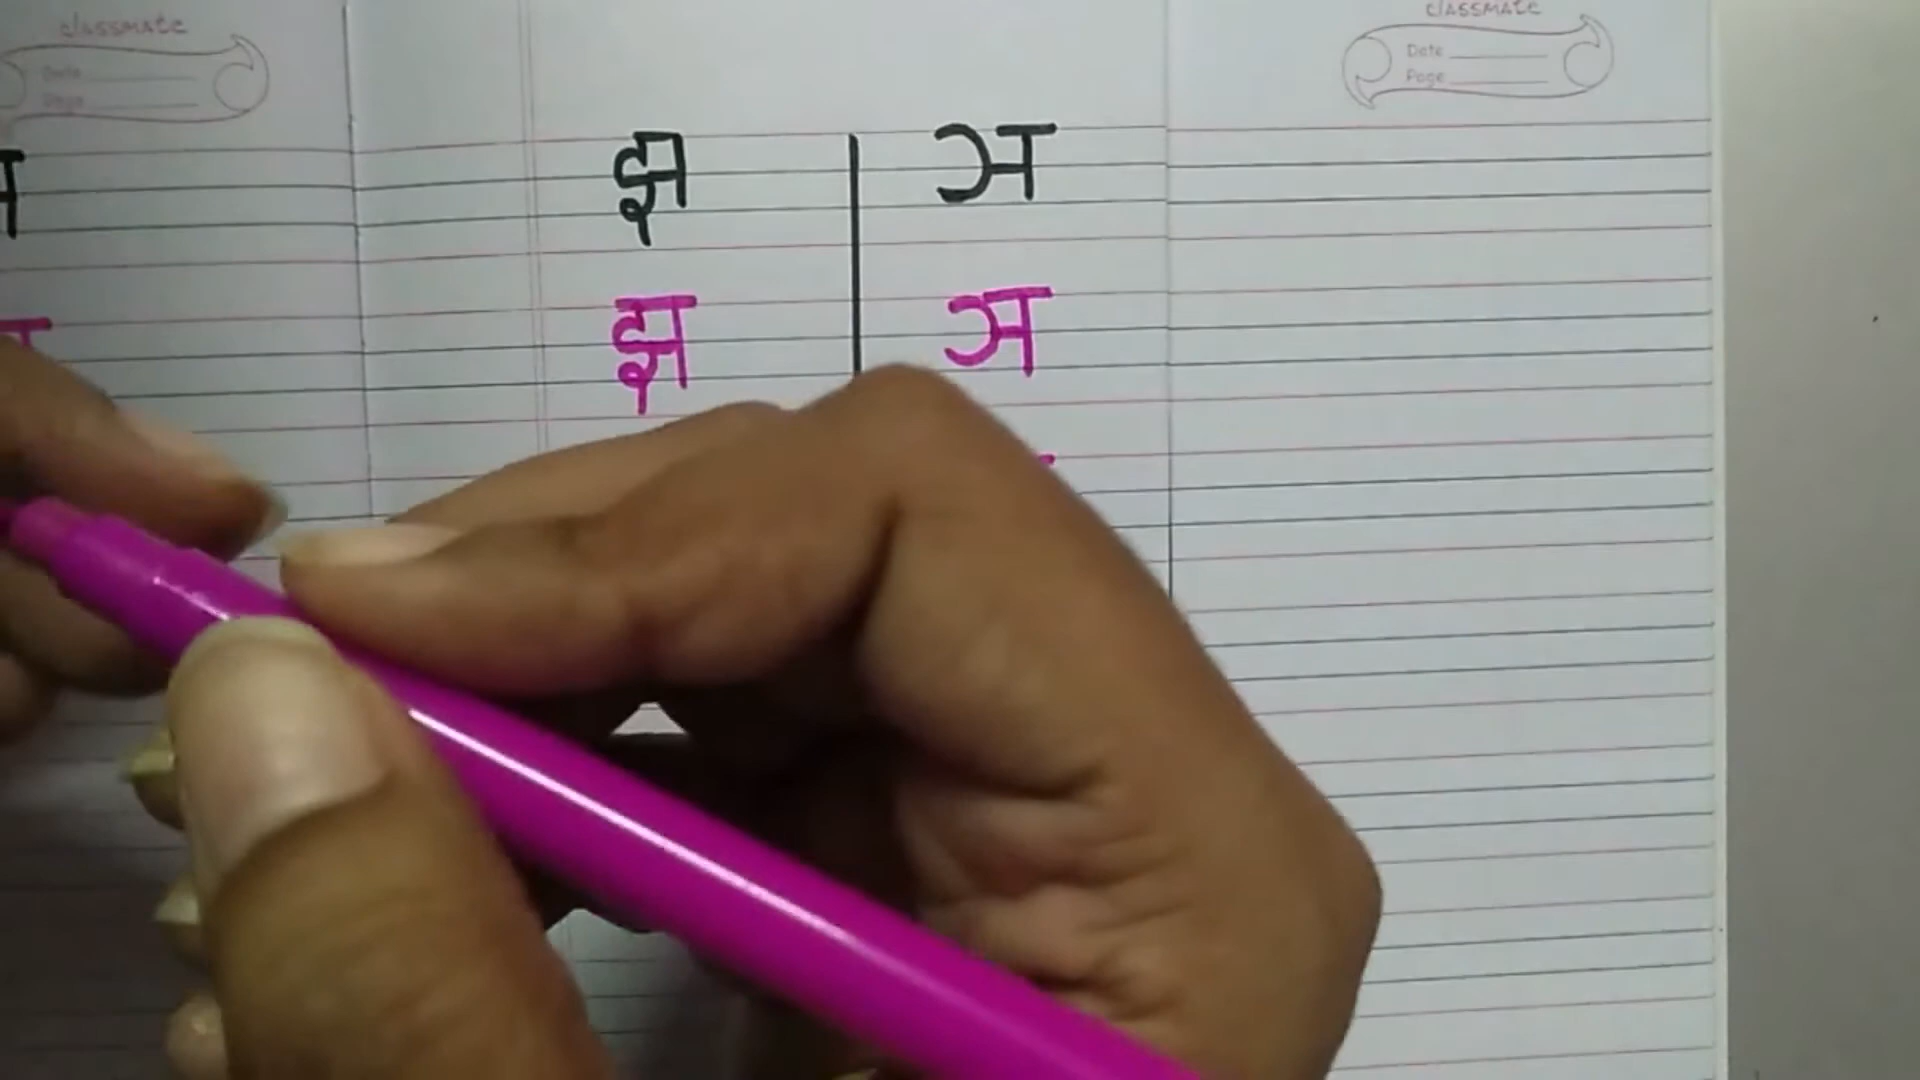 classmate
Date
Page
classmate
Date
Page
झ ञ
झ ञ